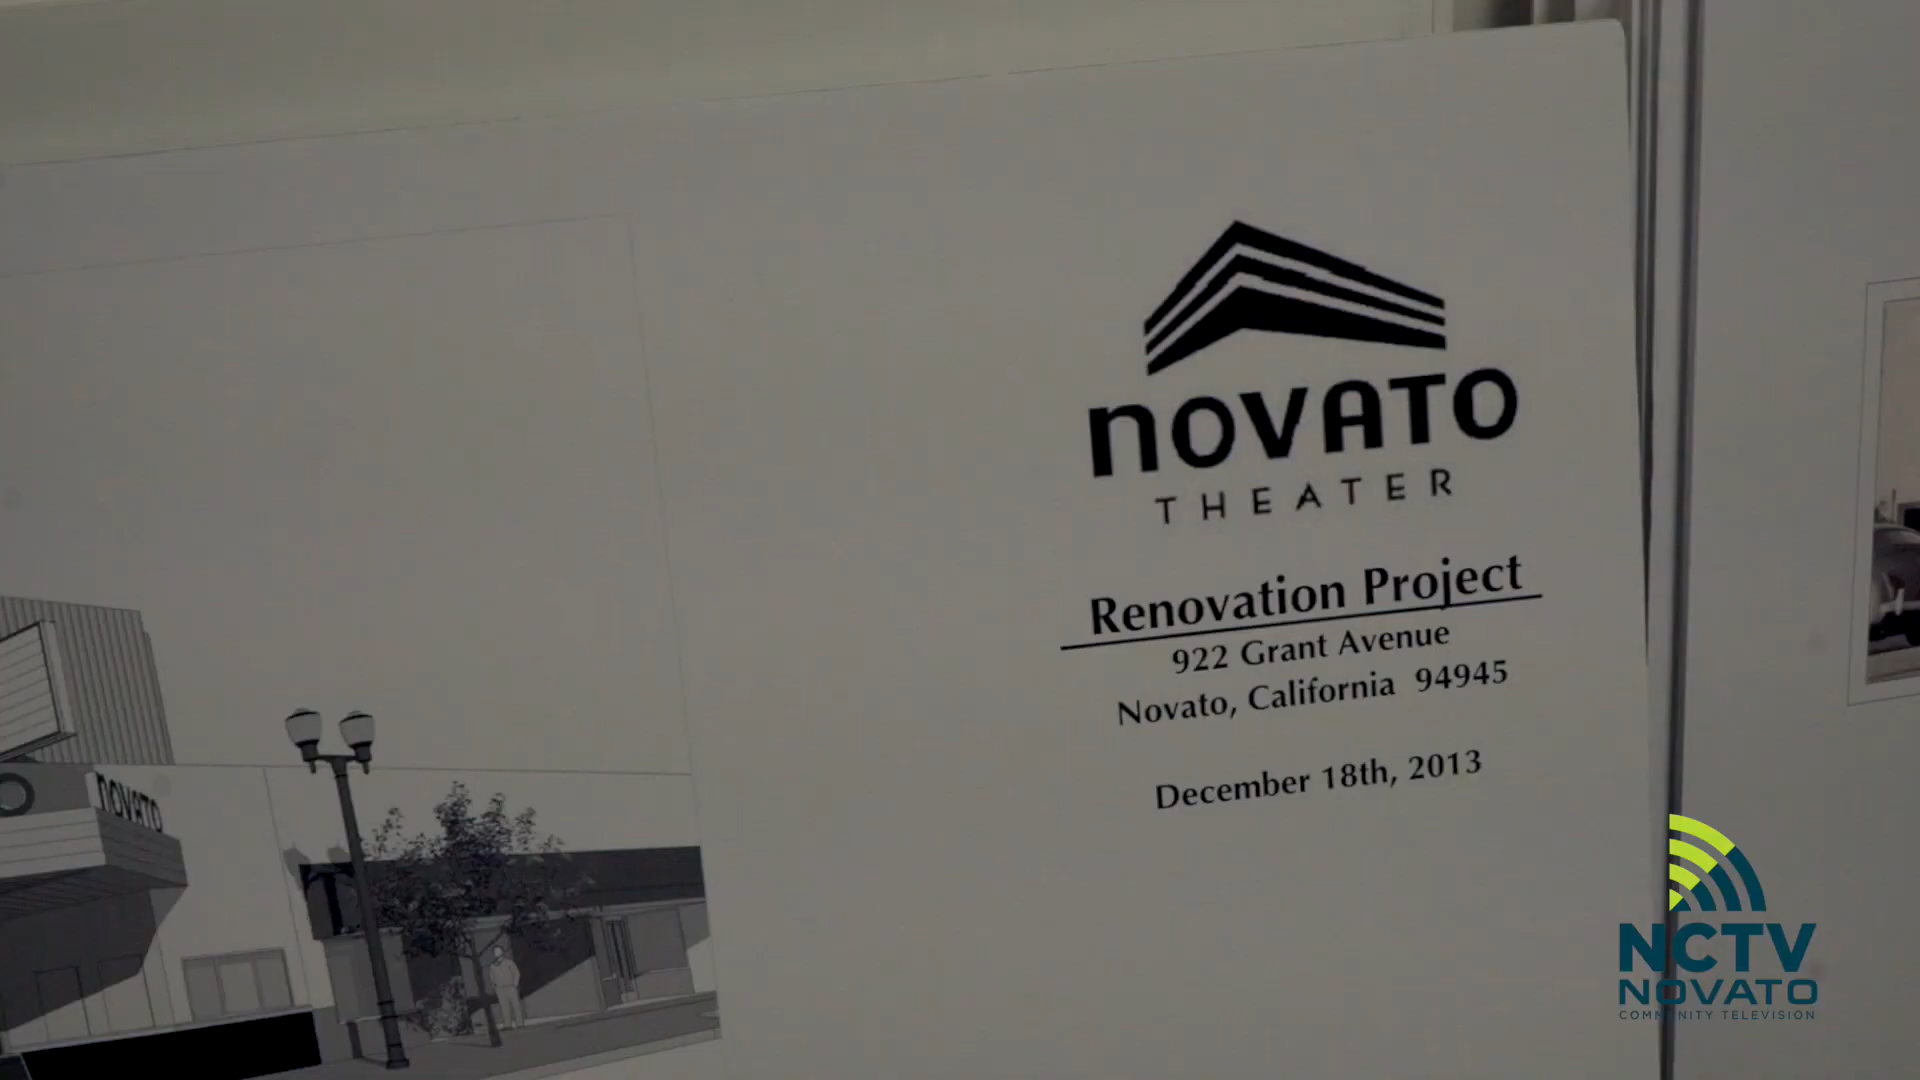 NOVATO
THEATER
Renovation Project
922 Grant Avenue
Novato, California 94945
December 18th, 2013
NOVATO
NCTV
NOVATO
COMMUNITY TELEVISION